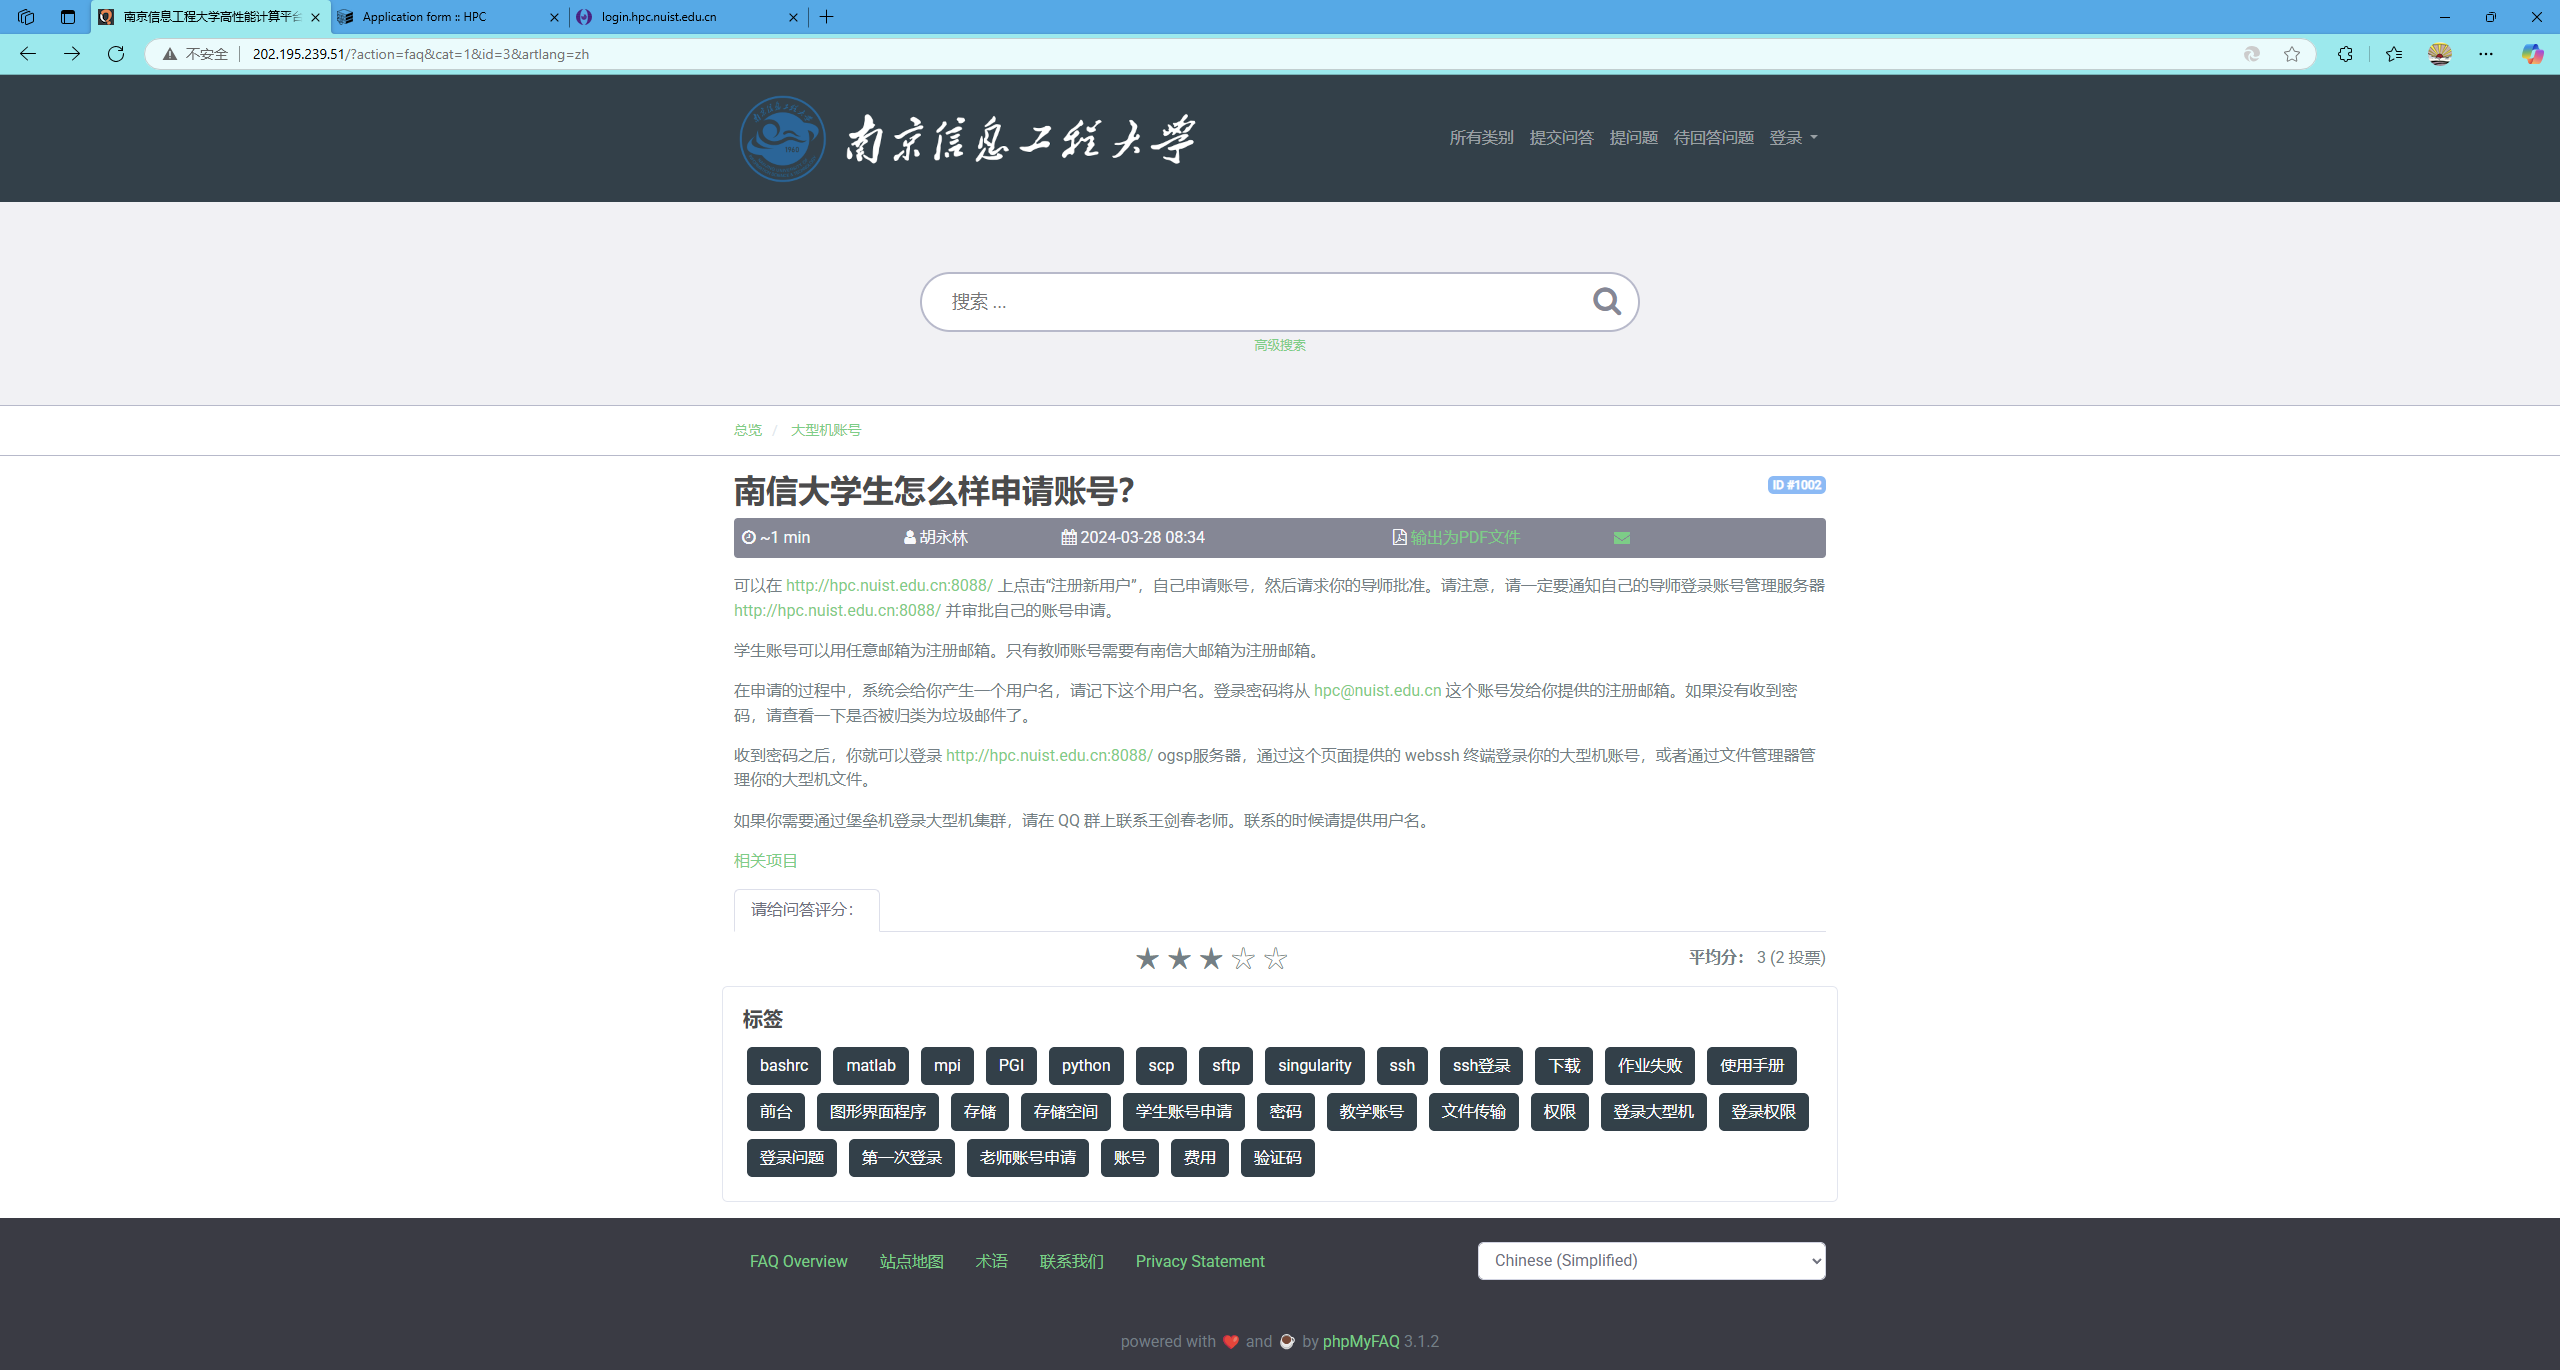 南京信息工程大学高性能计算平台
Application form :: HPC
login.hpc.nuist.edu.cn
不安全
202.195.239.51/?action=faq&cat=1&id=3&artlang=zh
南京信息工程大学
所有类别 提交问答 提问题 待回答问题 登录
搜索 ...
高级搜索
总览 / 大型机账号
南信大学生怎么样申请账号？
ID #1002
~1 min 胡永林 2024-03-28 08:34 输出为PDF文件
可以在 http://hpc.nuist.edu.cn:8088/ 上点击“注册新用户”，自己申请账号，然后请求你的导师批准。请注意，请一定要通知自己的导师登录账号管理服务器
http://hpc.nuist.edu.cn:8088/ 并审批自己的账号申请。
学生账号可以用任意邮箱为注册邮箱。只有教师账号需要有南信大邮箱为注册邮箱。
在申请的过程中，系统会给你产生一个用户名，请记下这个用户名。登录密码将从 hpc@nuist.edu.cn 这个账号发给你提供的注册邮箱。如果没有收到密
码，请查看一下是否被归类为垃圾邮件了。
收到密码之后，你就可以登录 http://hpc.nuist.edu.cn:8088/ ogsp服务器，通过这个页面提供的 webssh 终端登录你的大型机账号，或者通过文件管理器管
理你的大型机文件。
如果你需要通过堡垒机登录大型机集群，请在 QQ 群上联系王剑春老师。联系的时候请提供用户名。
相关项目
请给问答评分：
平均分： 3 (2 投票)
标签
bashrc matlab mpi PGI python scp sftp singularity ssh ssh登录 下载 作业失败 使用手册
前台 图形界面程序 存储 存储空间 学生账号申请 密码 教学账号 文件传输 权限 登录大型机 登录权限
登录问题 第一次登录 老师账号申请 账号 费用 验证码
FAQ Overview 站点地图 术语 联系我们 Privacy Statement
Chinese (Simplified)
powered with ❤️ and ☕ by phpMyFAQ 3.1.2